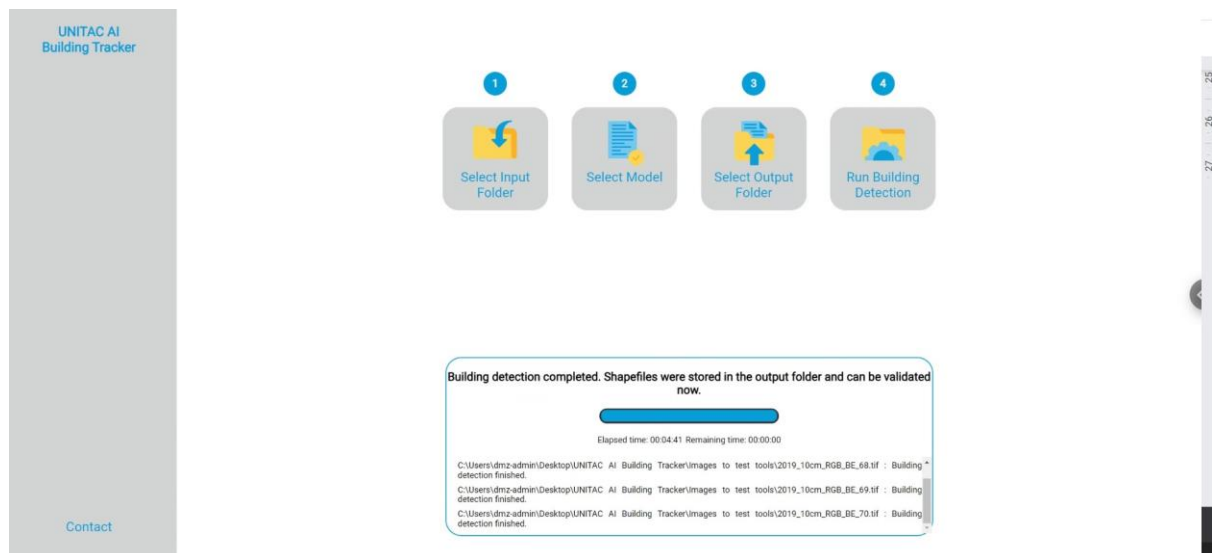 UNITAC AI
Building Tracker
1
2
3
4
Select Input
Folder
Select Model
Select Output
Folder
Run Building
Detection
25
26
27
Building detection completed. Shapefiles were stored in the output folder and can be validated
now.
Elapsed time: 00:04:41 Remaining time: 00:00:00
C:\Users\dmz-admin\Desktop\UNITAC AI Building Tracker\Images to test tools\2019_10cm_RGB_BE_68.tif : Building
detection finished.
C:\Users\dmz-admin\Desktop\UNITAC AI Building Tracker\Images to test tools\2019_10cm_RGB_BE_69.tif : Building
detection finished.
C:\Users\dmz-admin\Desktop\UNITAC AI Building Tracker\Images to test tools\2019_10cm_RGB_BE_70.tif : Building
detection finished.
Contact